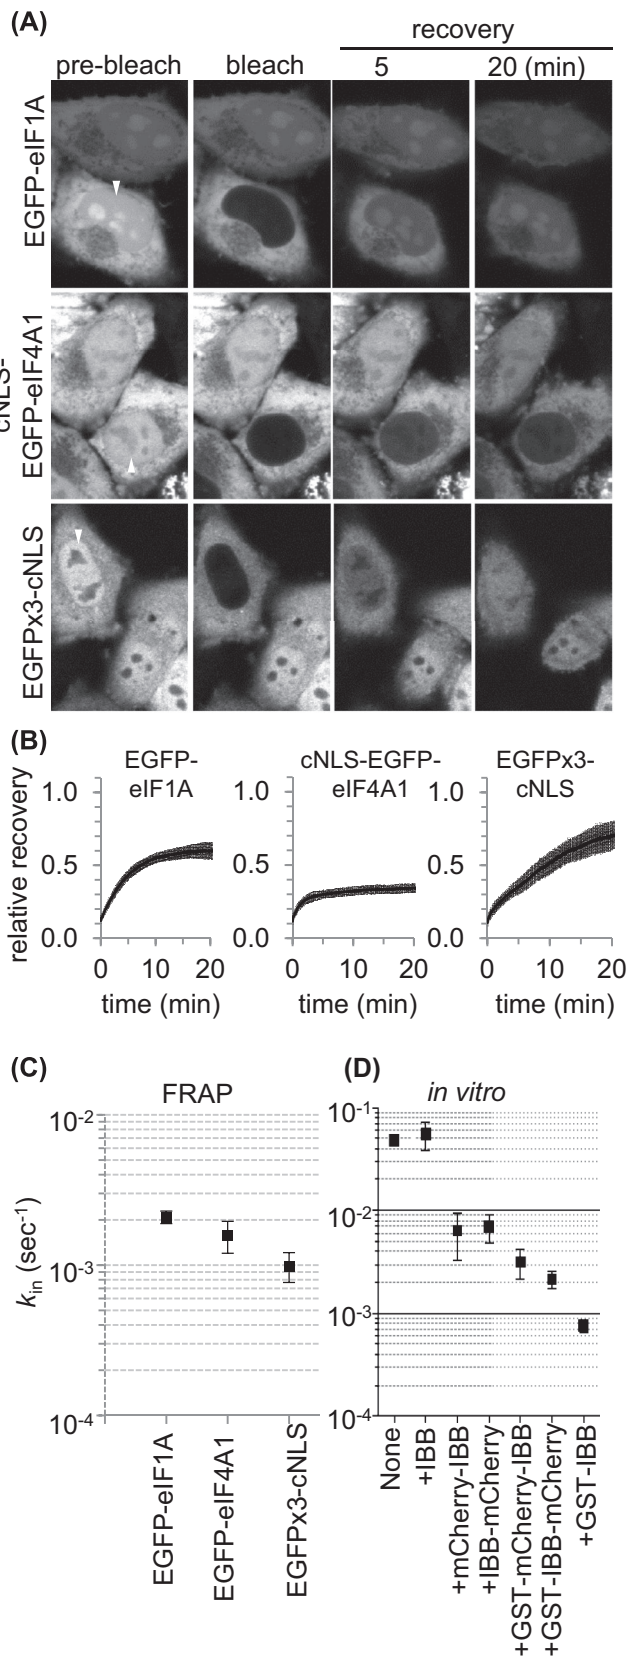 (A)
recovery
pre-bleach bleach 5 20 (min)
EGFP-eIF1A
cNLS-
EGFP-eIF4A1
EGFPx3-cNLS
(B)
EGFP-
eIF1A
cNLS-EGFP-
eIF4A1
EGFPx3-
cNLS
relative recovery
1.0
0.5
0.0
0 10 20
time (min)
1.0
0.5
0.0
0 10 20
time (min)
1.0
0.5
0.0
0 10 20
time (min)
(C)
FRAP
kin (sec-1)
10-2
10-3
10-4
EGFP-eIF1A
EGFP-eIF4A1
EGFPx3-cNLS
(D)
in vitro
10-1
10-2
10-3
10-4
None
+IBB
+mCherry-IBB
+IBB-mCherry
+GST-mCherry-IBB
+GST-IBB-mCherry
+GST-IBB